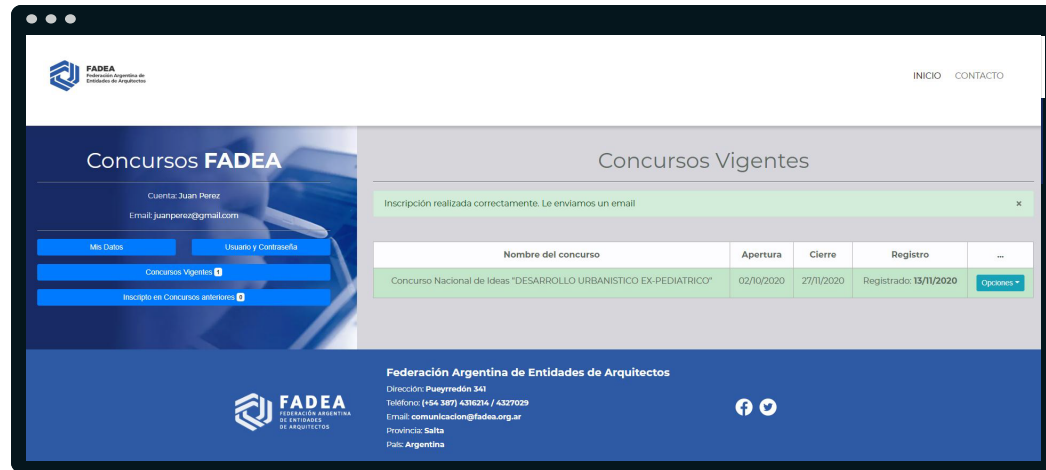 FADEA
Federación Argentina de
Entidades de Arquitectos
INICIO CONTACTO
Concursos FADEA
Cuenta: Juan Perez
Email: juanperez@gmail.com
Mis Datos
Usuario y Contraseña
Concursos Vigentes 1
Inscripto en Concursos anteriores 0
Concursos Vigentes
Inscripción realizada correctamente. Le enviamos un email ×
Nombre del concurso Apertura Cierre Registro ...
Concurso Nacional de Ideas "DESARROLLO URBANISTICO EX-PEDIATRICO" 02/10/2020 27/11/2020 Registrado: 13/11/2020 Opciones
FADEA
FEDERACIÓN ARGENTINA
DE ENTIDADES
DE ARQUITECTOS
Federación Argentina de Entidades de Arquitectos
Dirección: Pueyrredón 341
Teléfono: (+54 387) 4316214 / 4327029
Email: comunicacion@fadea.org.ar
Provincia: Salta
País: Argentina